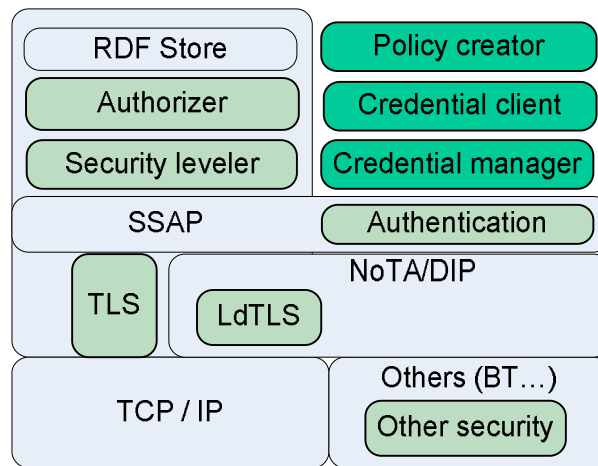 RDF Store
Policy creator
Authorizer
Credential client
Security leveler
Credential manager
SSAP
Authentication
NoTA/DIP
TLS
LdTLS
Others (BT...)
TCP / IP
Other security